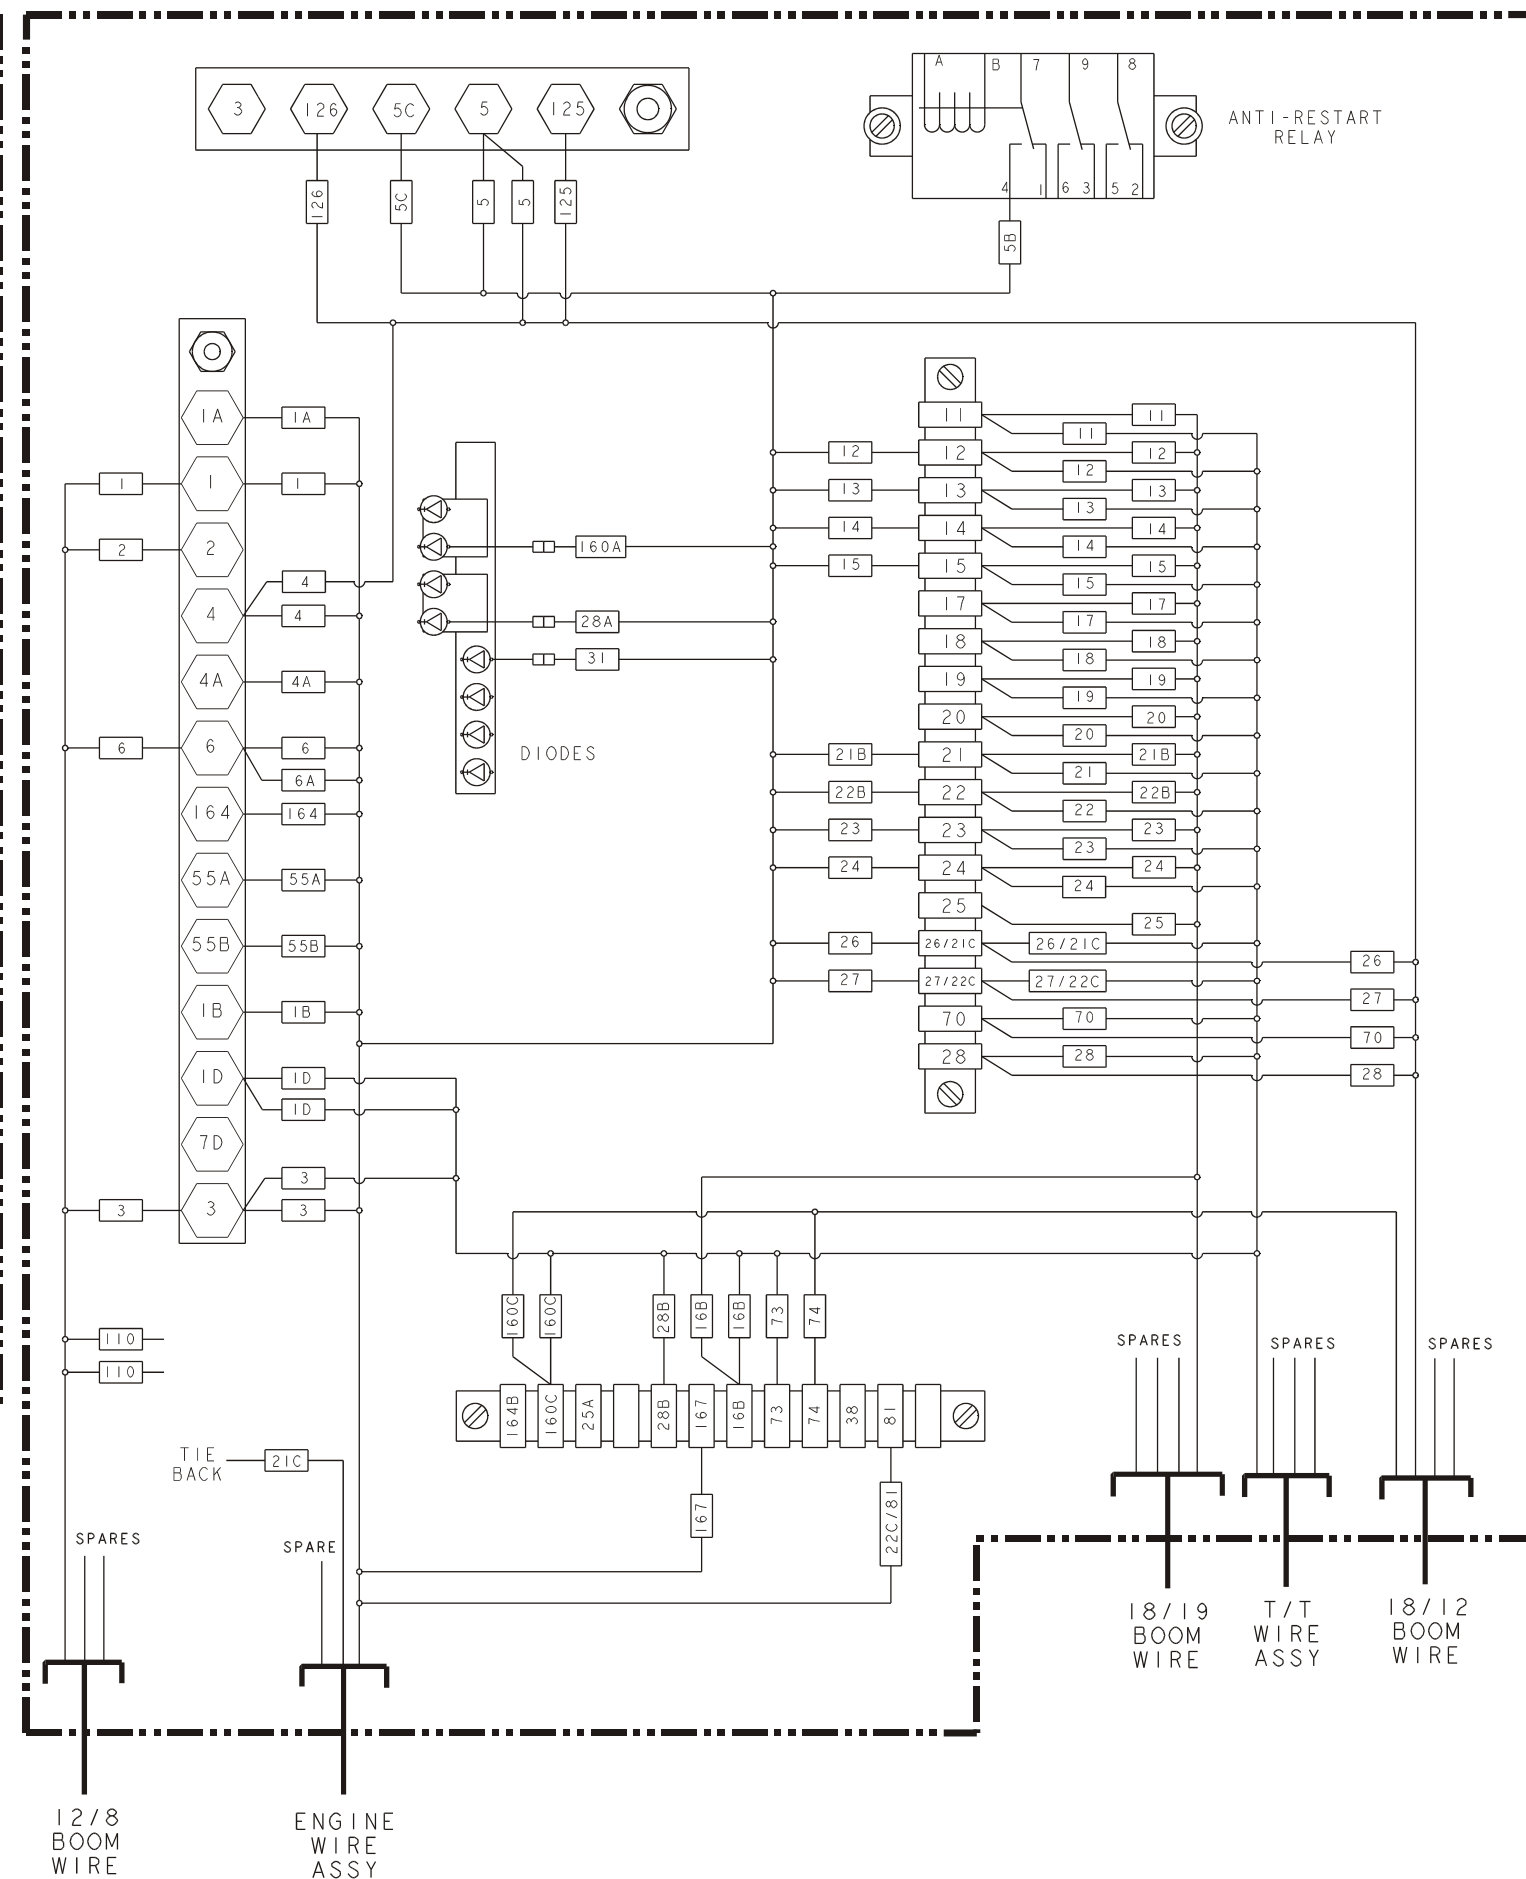 3 126 5C 5 125
126 5C 5 5 125
A B 7 9 8
4 1 6 3 5 2
ANTI-RESTART
RELAY
5B
1A 1A
1 1 1
2 2
4
4 4
4A 4A
6 6 6
6A
164 164
55A 55A
55B 55B
1B 1B
1D 1D
1D
7D
3
3 3 3
110
110
160A
28A
31
DIODES
11 11
11
12 12 12
12
13 13 13
13
14 14 14
14
15 15 15
15
17 17
17
18 18
18
19 19
19
20 20
20
21B 21 21B
21
22B 22 22B
22
23 23 23
23
24 24 24
24
25
25
26 26/21C 26/21C
26
27 27/22C 27/22C
27
70 70
70
28 28
28
160C 160C 28B 16B 16B 73 74
164B 160C 25A 28B 167 16B 73 74 38 81
167 22C/81
TIE
BACK
21C
SPARES
SPARE
SPARES
SPARES
SPARES
12/8
BOOM
WIRE
ENGINE
WIRE
ASSY
18/19
BOOM
WIRE
T/T
WIRE
ASSY
18/12
BOOM
WIRE